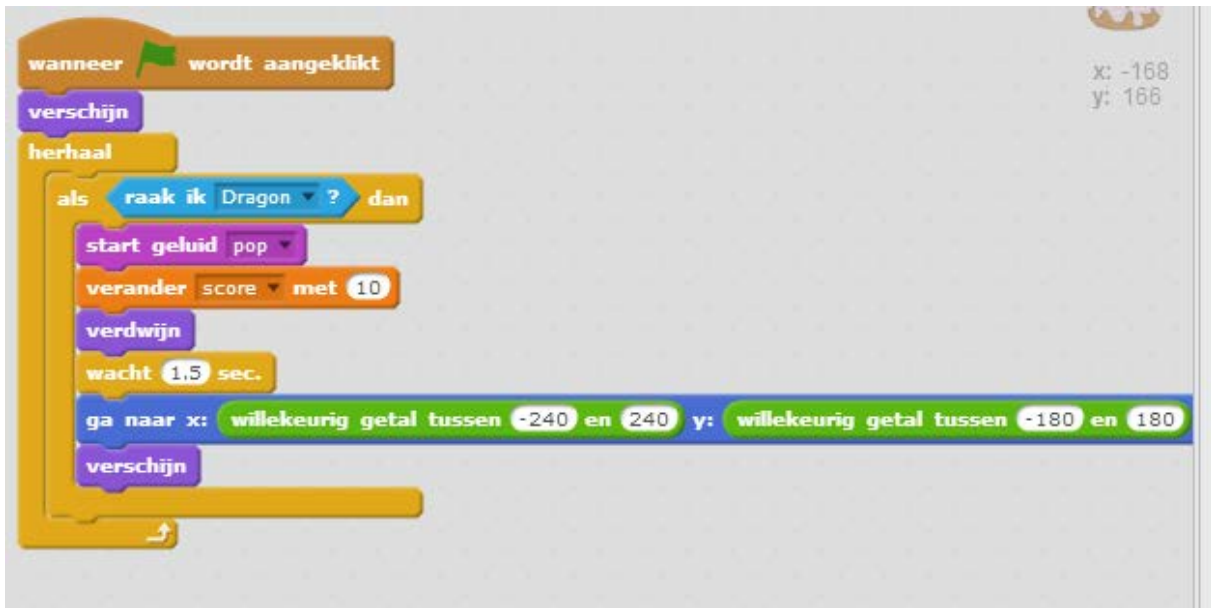 wanneer wordt aangeklikt
x: -168
y: 166
verschijn
herhaal
als raak ik Dragon ? dan
start geluid pop
verander score met 10
verdwijn
wacht 1.5 sec.
ga naar x: willekeurig getal tussen -240 en 240 y: willekeurig getal tussen -180 en 180
verschijn